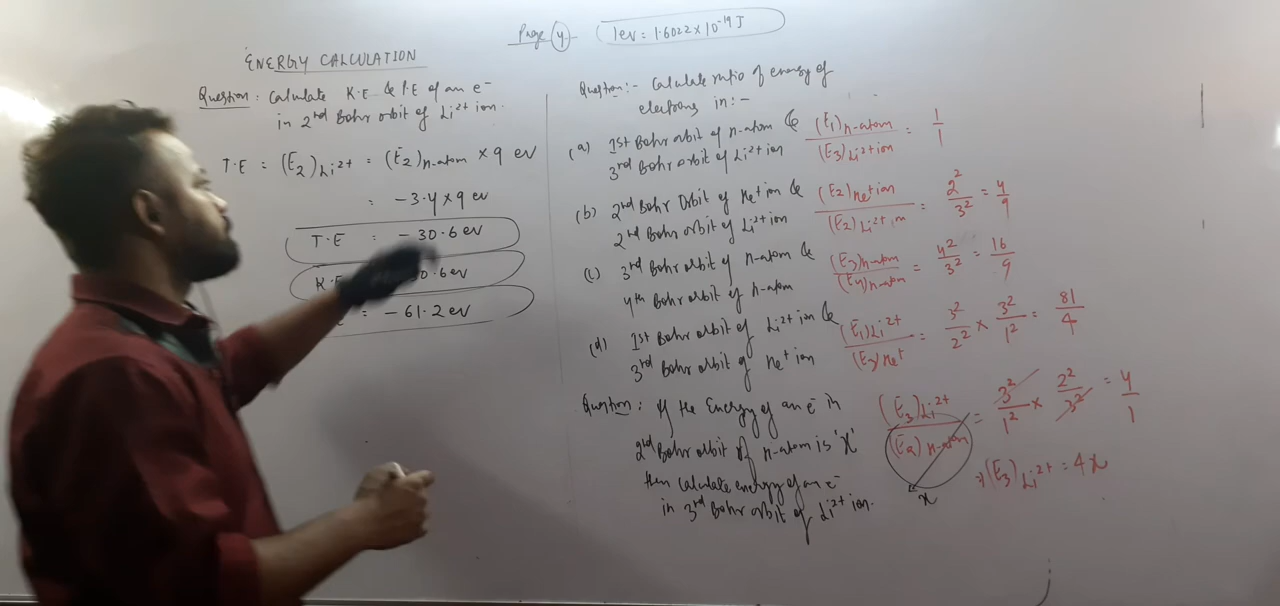 Page 4
1ev = 1.6022 × 10⁻¹⁹ J
ENERGY CALCULATION
Question: Calculate K.E & P.E of an e⁻
in 2nd Bohr orbit of Li²⁺ ion.
T.E = (E₂)Li²⁺ = (E₂)H-atom × 9 ev
= -3.4 × 9 ev
T.E = -30.6 ev
K.E 30.6 ev
= -61.2 ev
Question:- Calculate ratio of energy of
electrons in:-
(a) 1st Bohr orbit of H-atom &
3rd Bohr orbit of Li²⁺ ion
(E₁)H-atom / (E₃)Li²⁺ ion = 1/1
(b) 2nd Bohr Orbit of He⁺ ion &
2nd Bohr orbit of Li²⁺ ion
(E₂)He⁺ ion / (E₂)Li²⁺ ion = 2²/3² = 4/9
(c) 3rd Bohr orbit of H-atom &
4th Bohr orbit of H-atom
(E₃)H-atom / (E₄)H-atom = 4²/3² = 16/9
(d) 1st Bohr orbit of Li²⁺ ion &
3rd Bohr orbit of He⁺ ion
(E₁)Li²⁺ / (E₃)He⁺ = 3²/2² × 3²/1² = 81/4
Question: If the Energy of an e⁻ in
2nd Bohr orbit of H-atom is 'X'
then calculate energy of an e⁻
in 3rd Bohr orbit of Li²⁺ ion.
(E₃)Li²⁺ / (E₂)H-atom = 3²/1² × 2²/3² = 4/1
x
⇒ (E₃)Li²⁺ = 4x